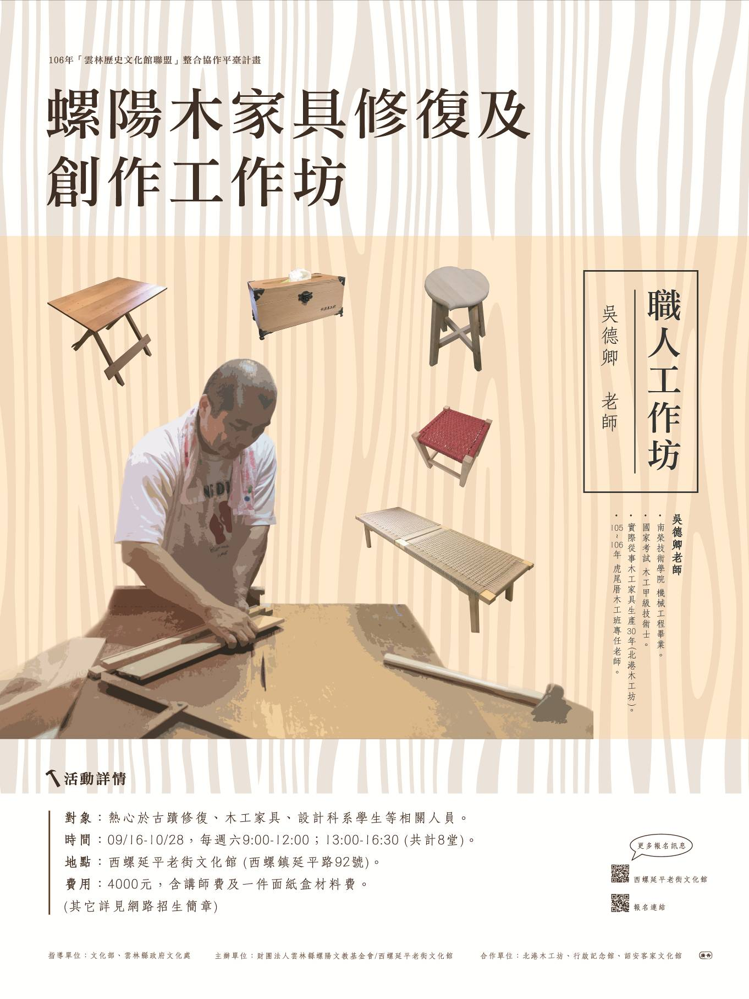 106年「雲林歷史文化館聯盟」整合協作平臺計畫
螺陽木家具修復及
創作工作坊
職人工作坊
吳德卿 老師
吳德卿老師
・南榮技術學院 機械工程畢業。
・國家考試 木工甲級技術士。
・實際從事木工家具生產30年(北港木工坊)。
・105~106年 虎尾厝木工班專任老師。
北港木工坊
活動詳情
對象：熱心於古蹟修復、木工家具、設計科系學生等相關人員。
時間：09/16-10/28，每週六9:00-12:00；13:00-16:30 (共計8堂)。
地點：西螺延平老街文化館 (西螺鎮延平路92號)。
費用：4000元，含講師費及一件面紙盒材料費。
(其它詳見網路招生簡章)
更多報名訊息
西螺延平老街文化館
報名連結
指導單位：文化部、雲林縣政府文化處
主辦單位：財團法人雲林縣螺陽文教基金會/西螺延平老街文化館
合作單位：北港木工坊、行啟記念館、詔安客家文化館
廣告